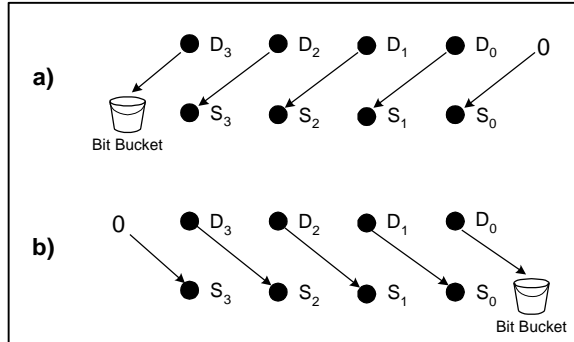 D3 D2 D1 D0 0
a)
S3 S2 S1 S0
Bit Bucket
0 D3 D2 D1 D0
b)
S3 S2 S1 S0
Bit Bucket